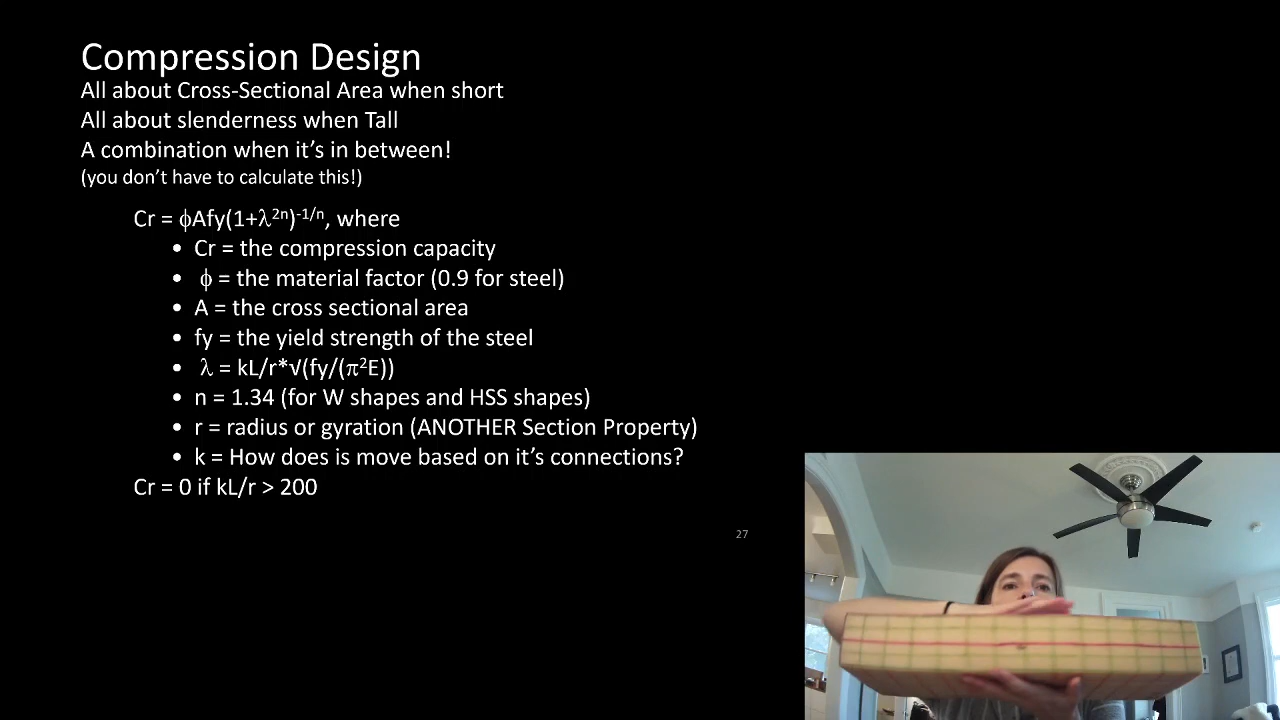 Compression Design
All about Cross-Sectional Area when short
All about slenderness when Tall
A combination when it's in between!
(you don't have to calculate this!)
Cr = ϕAfy(1+λ²ⁿ)⁻¹/ⁿ, where
• Cr = the compression capacity
• ϕ = the material factor (0.9 for steel)
• A = the cross sectional area
• fy = the yield strength of the steel
• λ = kL/r*√(fy/(π²E))
• n = 1.34 (for W shapes and HSS shapes)
• r = radius or gyration (ANOTHER Section Property)
• k = How does is move based on it's connections?
Cr = 0 if kL/r > 200
27